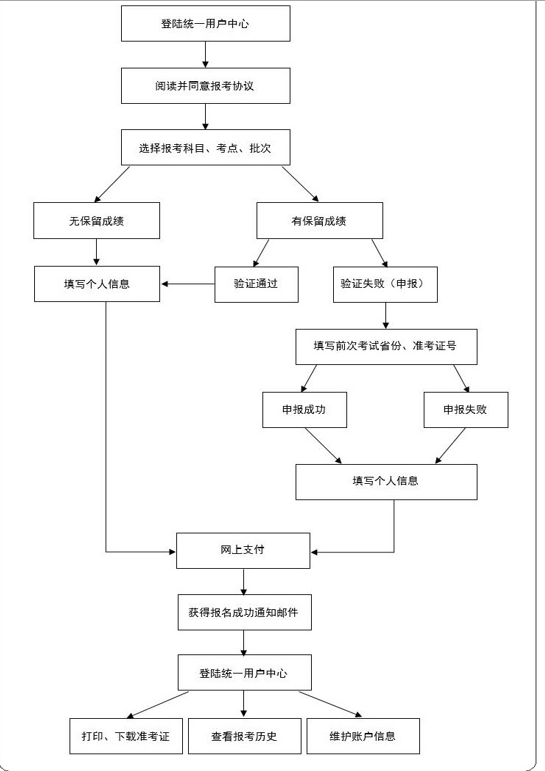 登陆统一用户中心
阅读并同意报考协议
选择报考科目、考点、批次
无保留成绩
有保留成绩
填写个人信息
验证通过
验证失败（申报）
填写前次考试省份、准考证号
申报成功
申报失败
填写个人信息
网上支付
获得报名成功通知邮件
登陆统一用户中心
打印、下载准考证
查看报考历史
维护账户信息